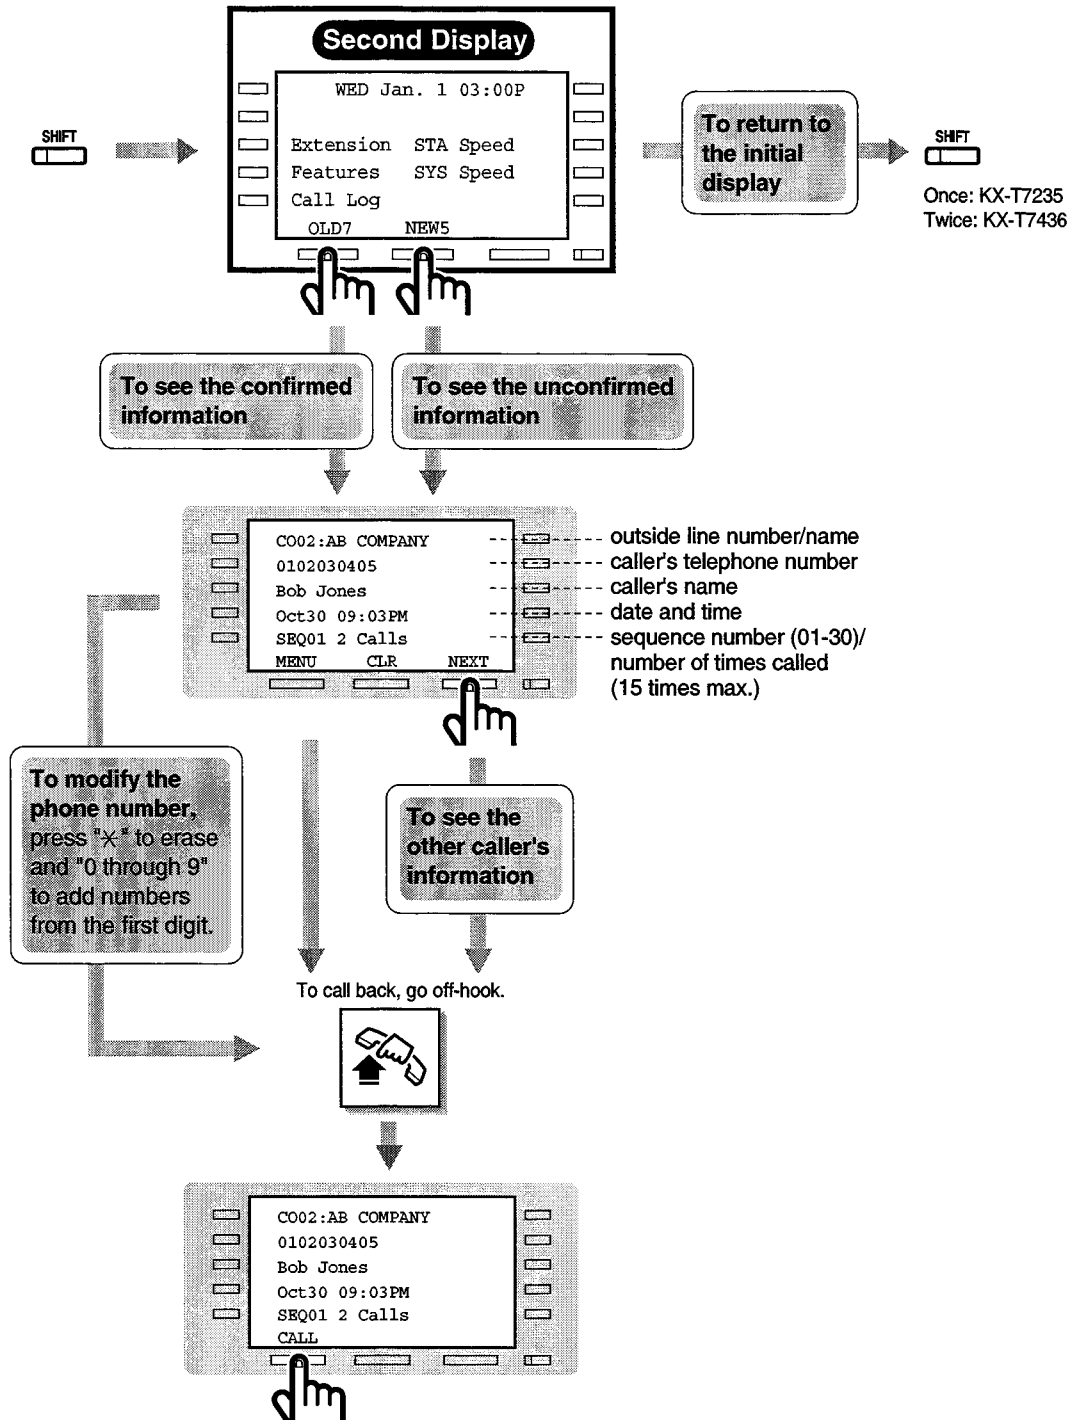 Second Display
WED Jan. 1 03:00P
Extension STA Speed
Features SYS Speed
Call Log
OLD7 NEW5
SHIFT
To return to
the initial
display
SHIFT
Once: KX-T7235
Twice: KX-T7436
To see the confirmed
information
To see the unconfirmed
information
CO02:AB COMPANY
0102030405
Bob Jones
Oct30 09:03PM
SEQ01 2 Calls
MENU CLR NEXT
outside line number/name
caller's telephone number
caller's name
date and time
sequence number (01-30)/
number of times called
(15 times max.)
To modify the
phone number,
press "✕" to erase
and "0 through 9"
to add numbers
from the first digit.
To see the
other caller's
information
To call back, go off-hook.
CO02:AB COMPANY
0102030405
Bob Jones
Oct30 09:03PM
SEQ01 2 Calls
CALL